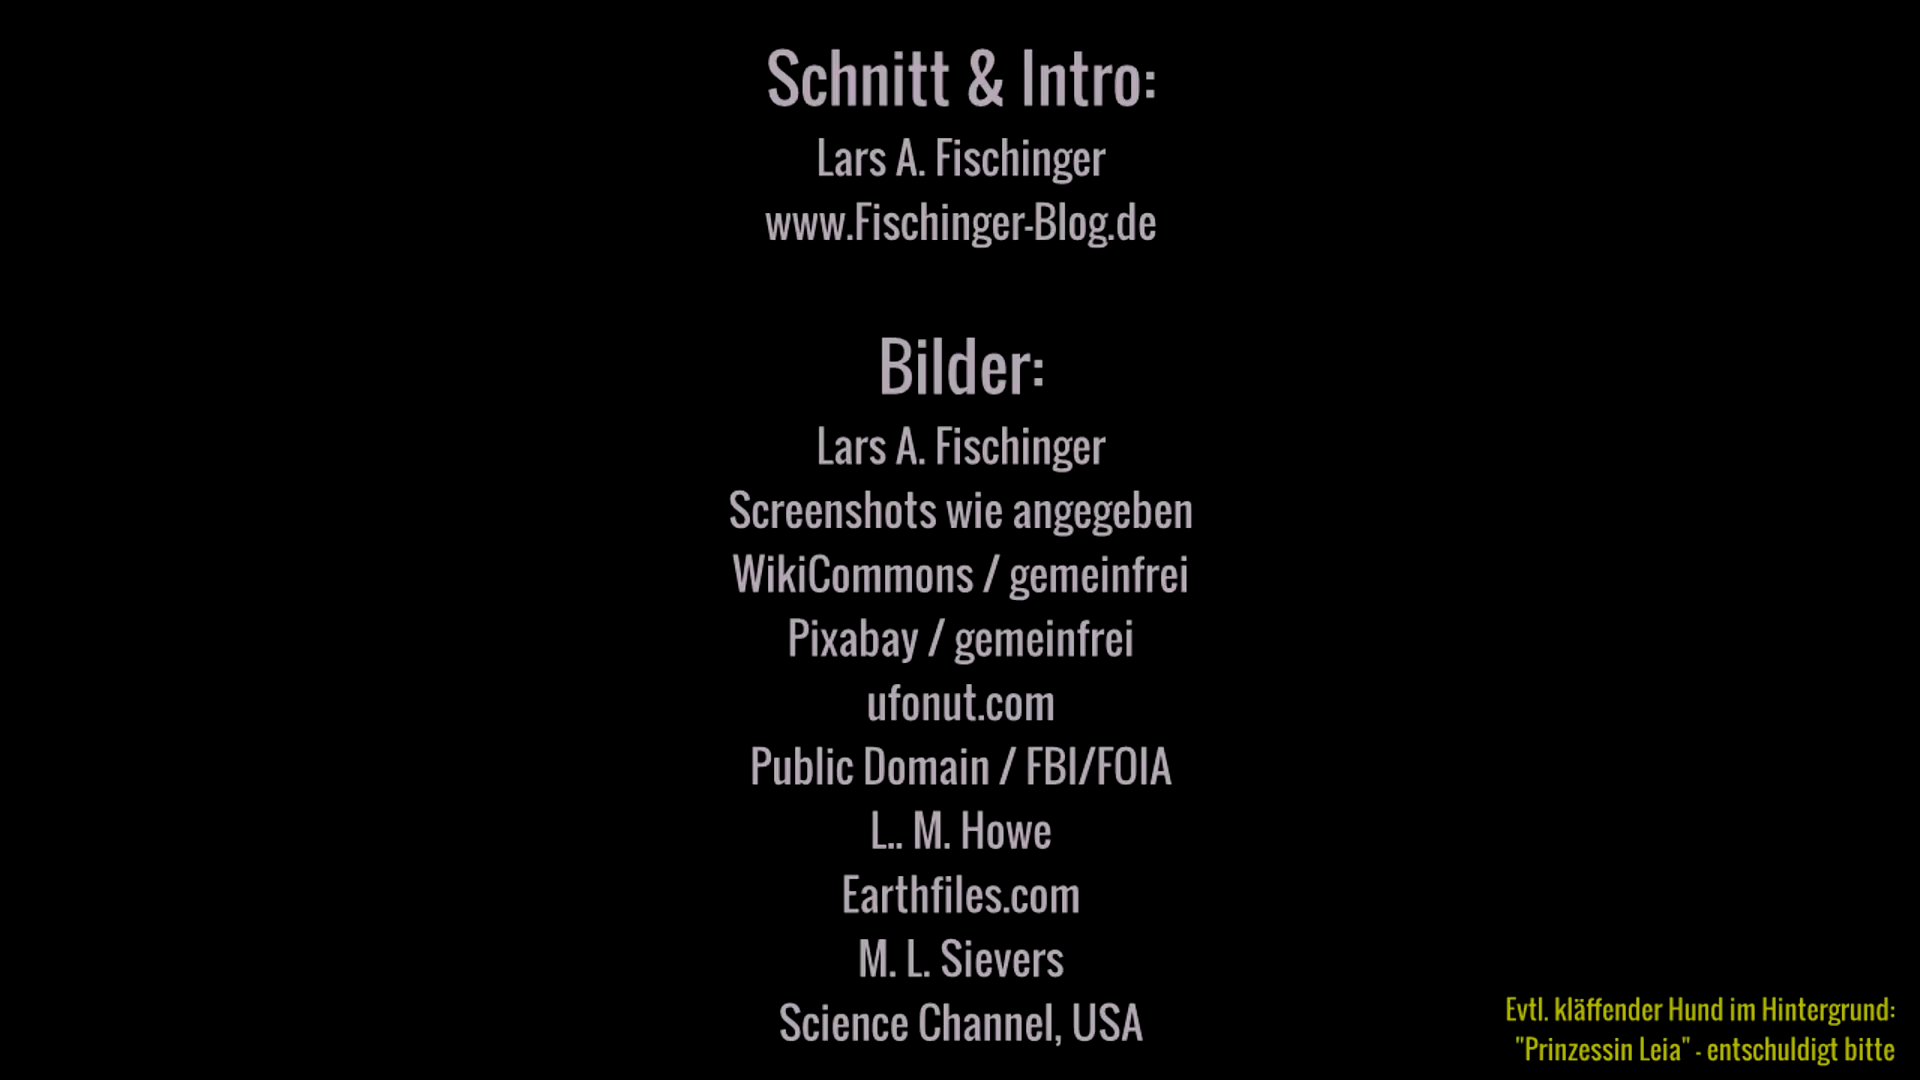 Schnitt & Intro:
Lars A. Fischinger
www.Fischinger-Blog.de
Bilder:
Lars A. Fischinger
Screenshots wie angegeben
WikiCommons / gemeinfrei
Pixabay / gemeinfrei
ufonut.com
Public Domain / FBI/FOIA
L.. M. Howe
Earthfiles.com
M. L. Sievers
Science Channel, USA
Evtl. kläffender Hund im Hintergrund:
"Prinzessin Leia" - entschuldigt bitte